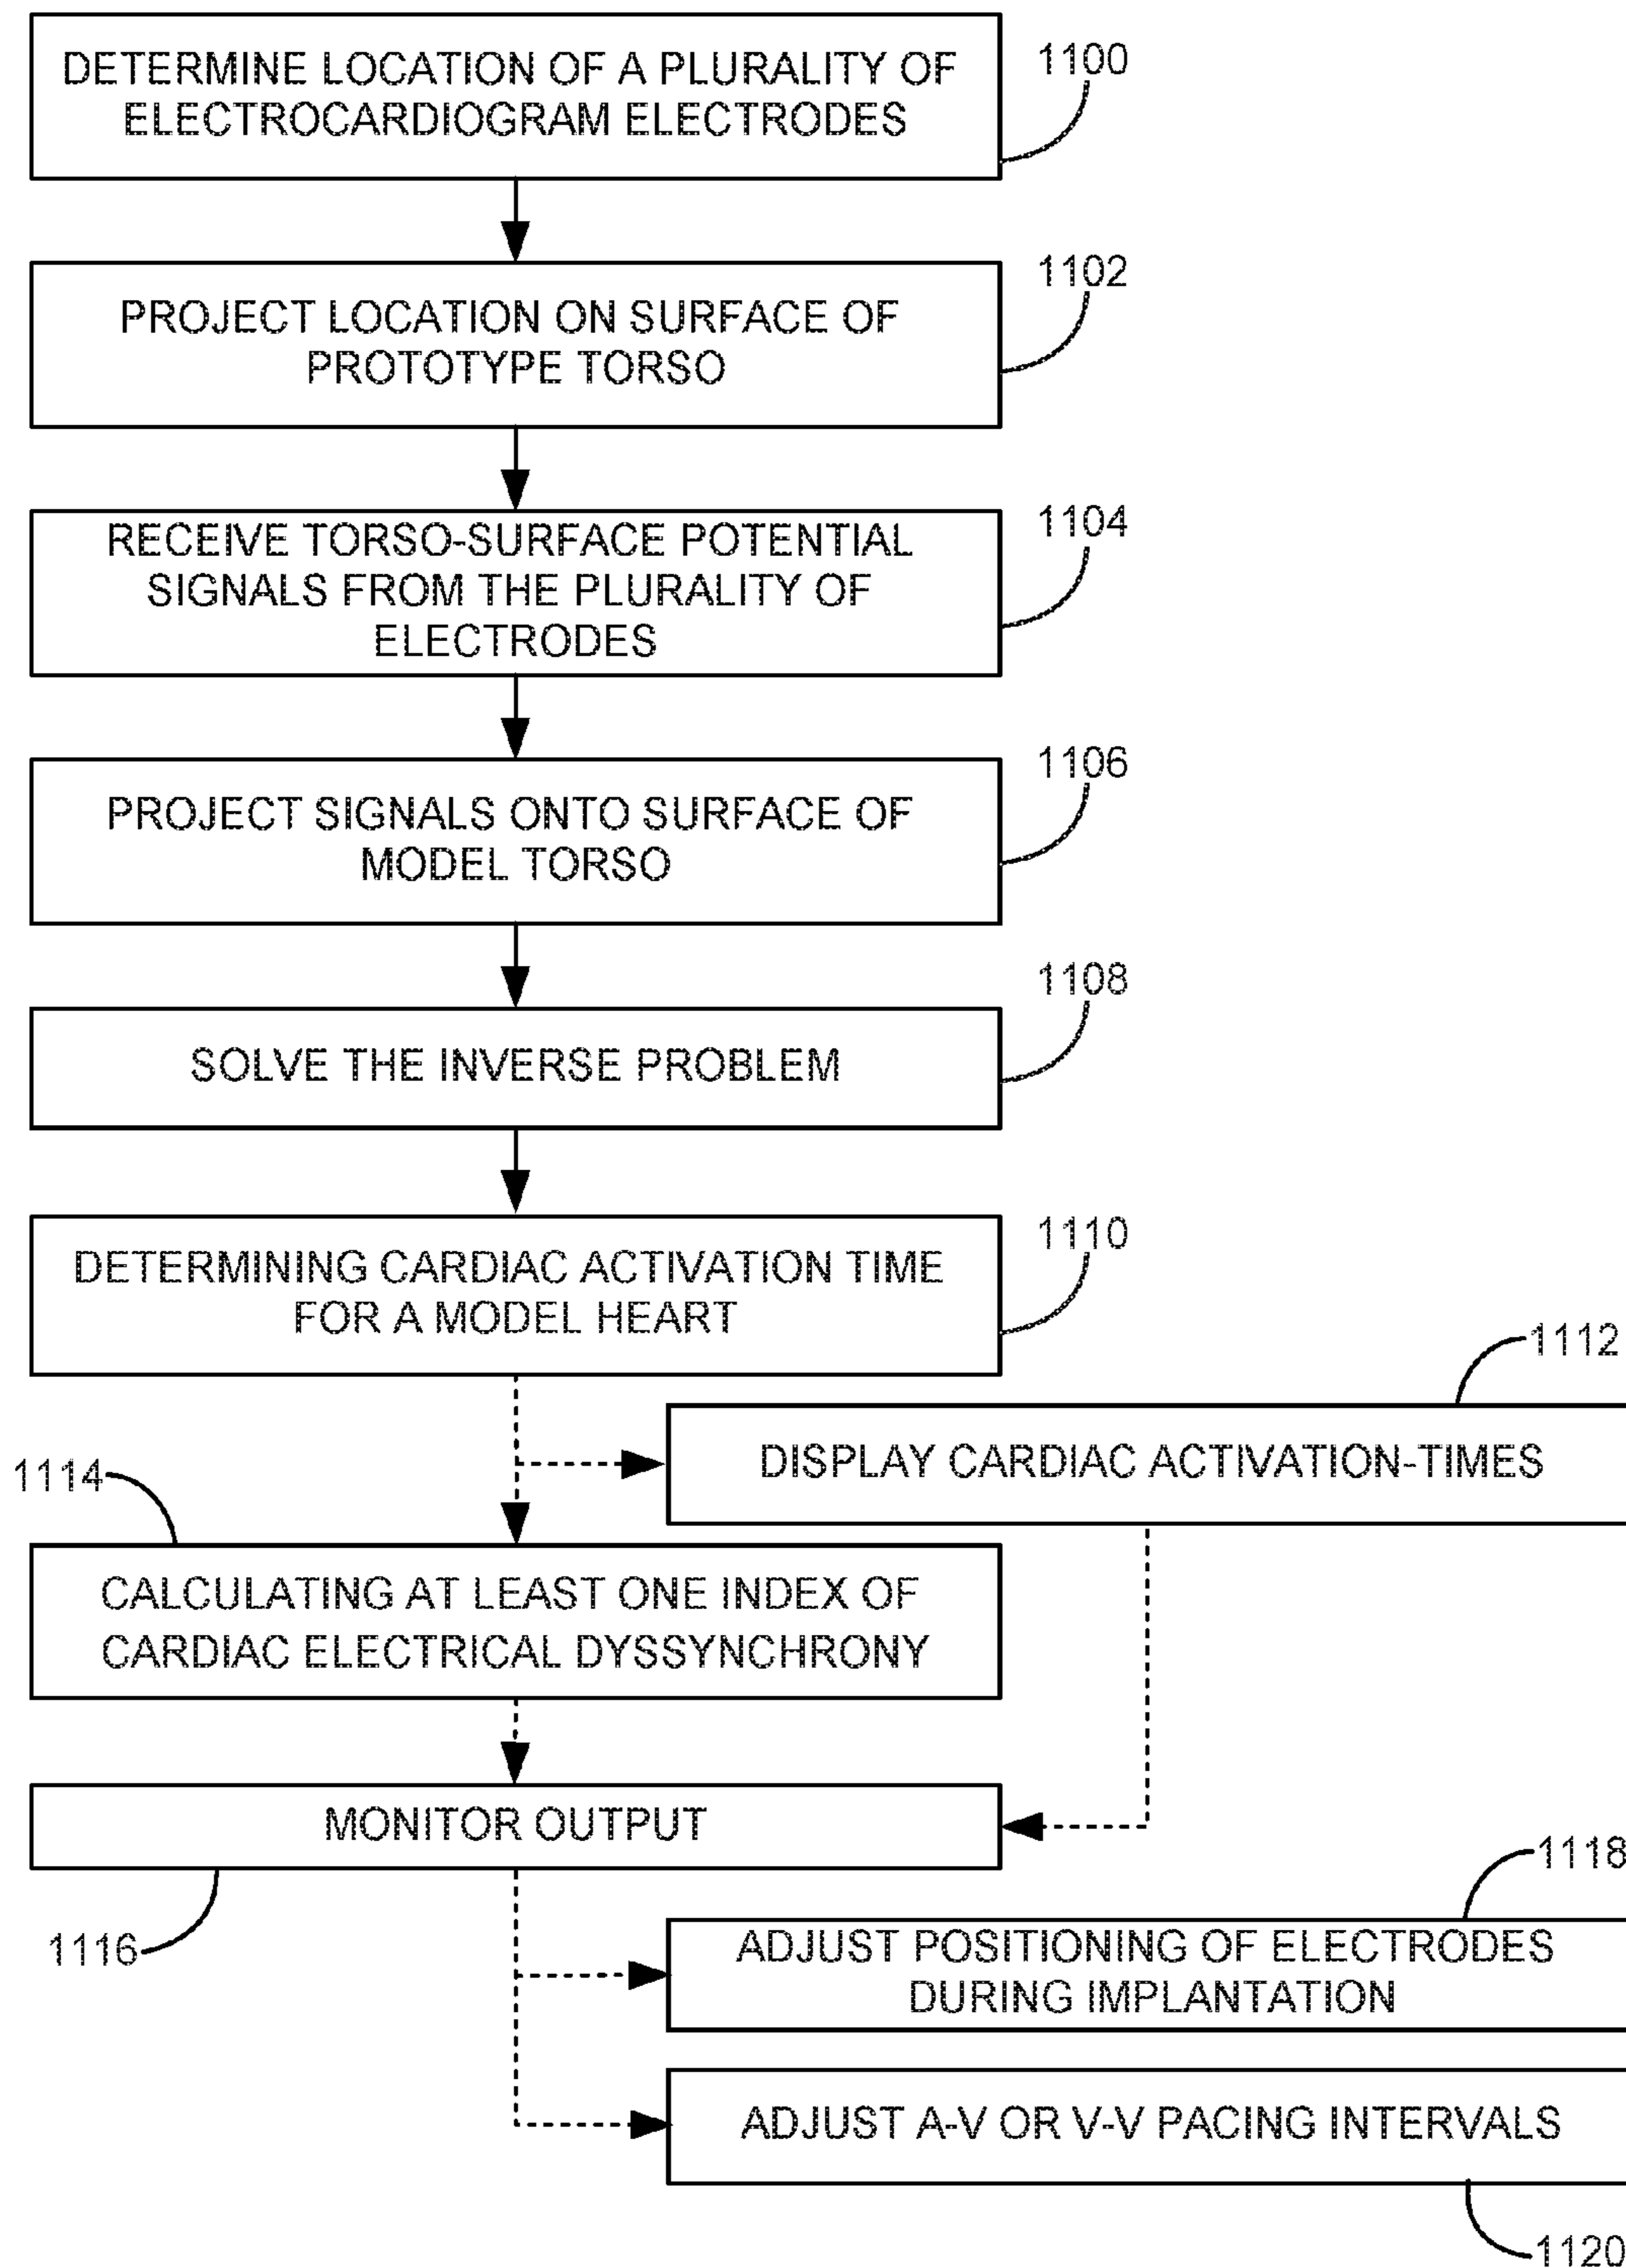 DETERMINE LOCATION OF A PLURALITY OF
ELECTROCARDIOGRAM ELECTRODES
1100
PROJECT LOCATION ON SURFACE OF
PROTOTYPE TORSO
1102
RECEIVE TORSO-SURFACE POTENTIAL
SIGNALS FROM THE PLURALITY OF
ELECTRODES
1104
PROJECT SIGNALS ONTO SURFACE OF
MODEL TORSO
1106
SOLVE THE INVERSE PROBLEM
1108
DETERMINING CARDIAC ACTIVATION TIME
FOR A MODEL HEART
1110
1112
DISPLAY CARDIAC ACTIVATION-TIMES
1114
CALCULATING AT LEAST ONE INDEX OF
CARDIAC ELECTRICAL DYSSYNCHRONY
MONITOR OUTPUT
1116
1118
ADJUST POSITIONING OF ELECTRODES
DURING IMPLANTATION
ADJUST A-V OR V-V PACING INTERVALS
1120